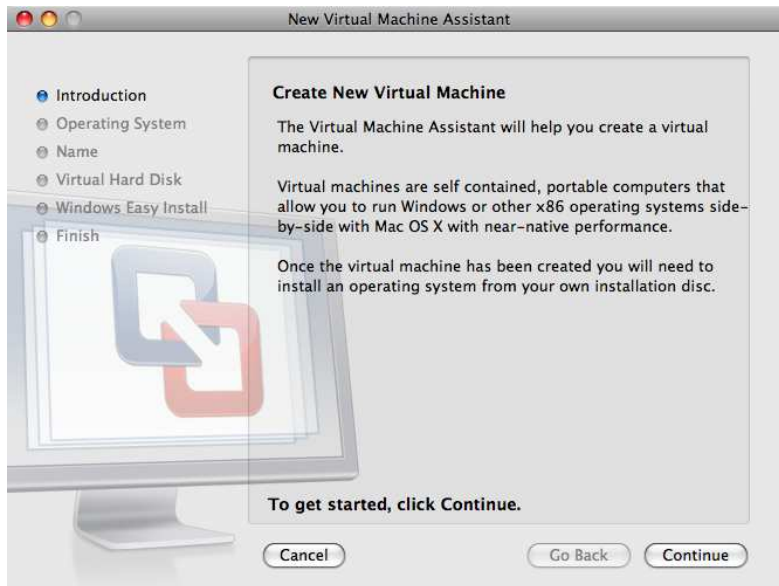 New Virtual Machine Assistant
Introduction
Operating System
Name
Virtual Hard Disk
Windows Easy Install
Finish
Create New Virtual Machine
The Virtual Machine Assistant will help you create a virtual
machine.
Virtual machines are self contained, portable computers that
allow you to run Windows or other x86 operating systems side-
by-side with Mac OS X with near-native performance.
Once the virtual machine has been created you will need to
install an operating system from your own installation disc.
To get started, click Continue.
Cancel
Go Back
Continue